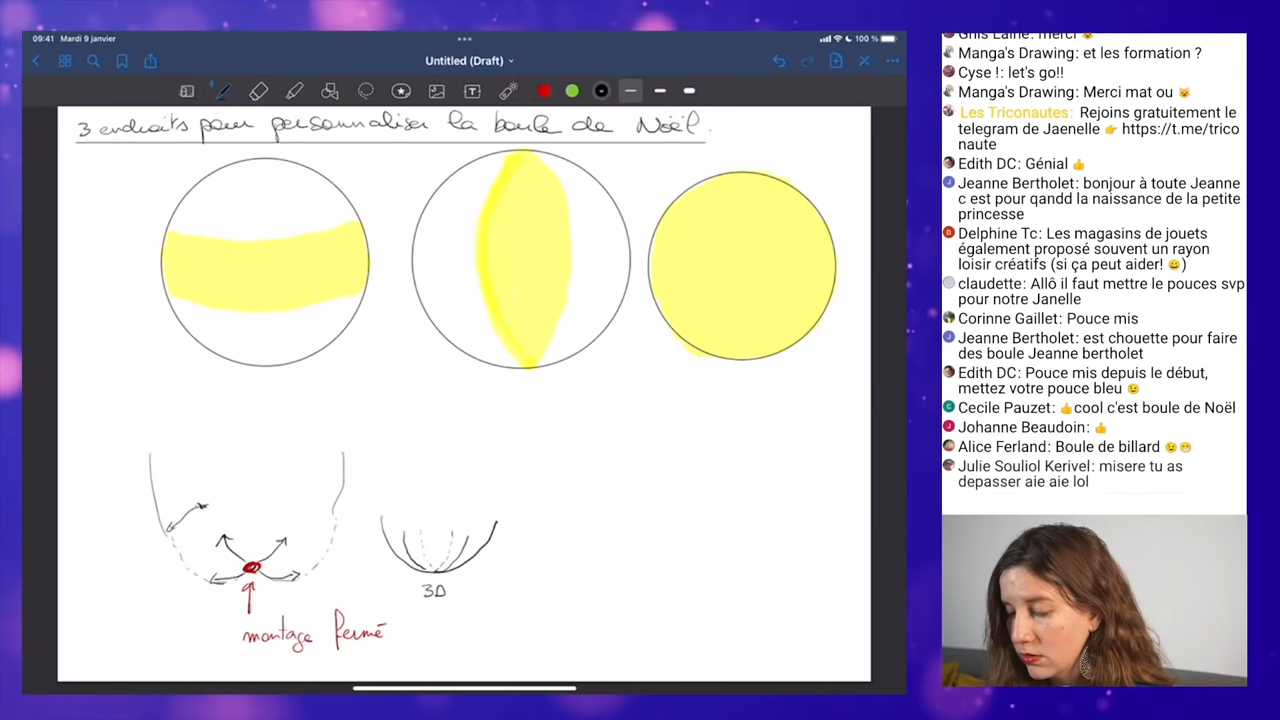 09:41 Mardi 9 janvier
100 %
Untitled (Draft)
3 endroits pour personnaliser la boule de Noël.
3D
montage fermé
Ghis Laine: merci 😺
Manga's Drawing: et les formation ?
Cyse !: let's go!!
Manga's Drawing: Merci mat ou 😺
Les Triconautes: Rejoins gratuitement le
telegram de Jaenelle 👉 https://t.me/trico
naute
Edith DC: Génial 👍
Jeanne Bertholet: bonjour à toute Jeanne
c est pour qandd la naissance de la petite
princesse
Delphine Tc: Les magasins de jouets
également proposé souvent un rayon
loisir créatifs (si ça peut aider! 😀)
claudette: Allô il faut mettre le pouces svp
pour notre Janelle
Corinne Gaillet: Pouce mis
Jeanne Bertholet: est chouette pour faire
des boule Jeanne bertholet
Edith DC: Pouce mis depuis le début,
mettez votre pouce bleu 😉
Cecile Pauzet: 👍cool c'est boule de Noël
Johanne Beaudoin: 👍
Alice Ferland: Boule de billard 😉😁
Julie Souliol Kerivel: misere tu as
depasser aie aie lol